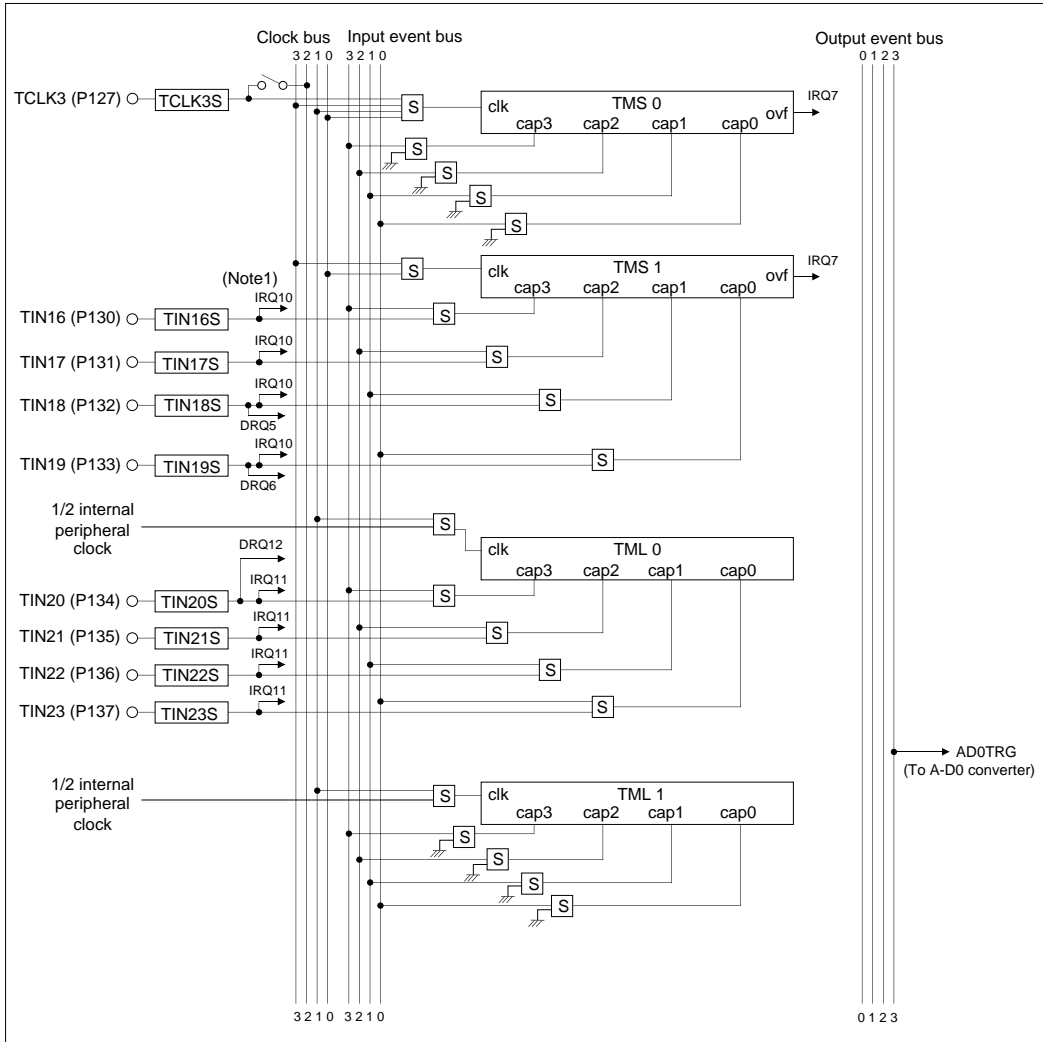 Clock bus Input event bus Output event bus
3 2 1 0 3 2 1 0 0 1 2 3
TCLK3 (P127) TCLK3S S clk TMS 0 ovf IRQ7
cap3 cap2 cap1 cap0
S
S
S
S
(Note1) S clk TMS 1 ovf IRQ7
cap3 cap2 cap1 cap0
IRQ10
TIN16 (P130) TIN16S S
IRQ10
TIN17 (P131) TIN17S S
IRQ10
TIN18 (P132) TIN18S S
DRQ5
IRQ10
TIN19 (P133) TIN19S S
DRQ6
1/2 internal
peripheral
clock
S
clk TML 0
cap3 cap2 cap1 cap0
DRQ12
IRQ11
TIN20 (P134) TIN20S S
IRQ11
TIN21 (P135) TIN21S S
IRQ11
TIN22 (P136) TIN22S S
IRQ11
TIN23 (P137) TIN23S S
AD0TRG
(To A-D0 converter)
1/2 internal
peripheral
clock
S clk TML 1
cap3 cap2 cap1 cap0
S
S
S
S
3 2 1 0 3 2 1 0 0 1 2 3